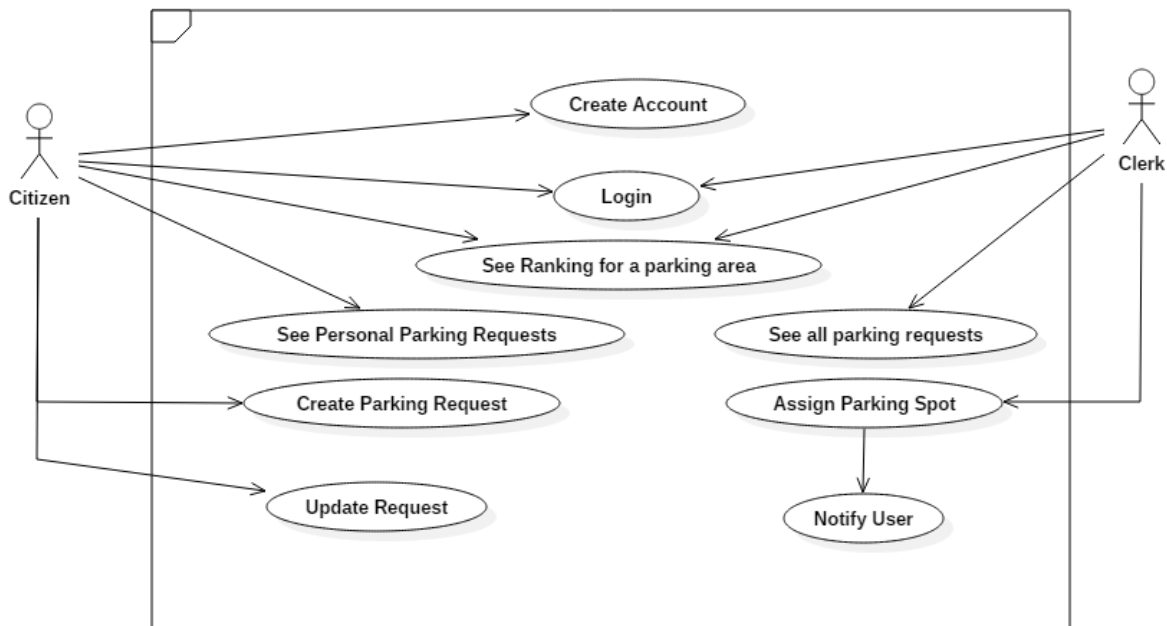 Create Account
Citizen
Clerk
Login
See Ranking for a parking area
See Personal Parking Requests
See all parking requests
Create Parking Request
Assign Parking Spot
Update Request
Notify User